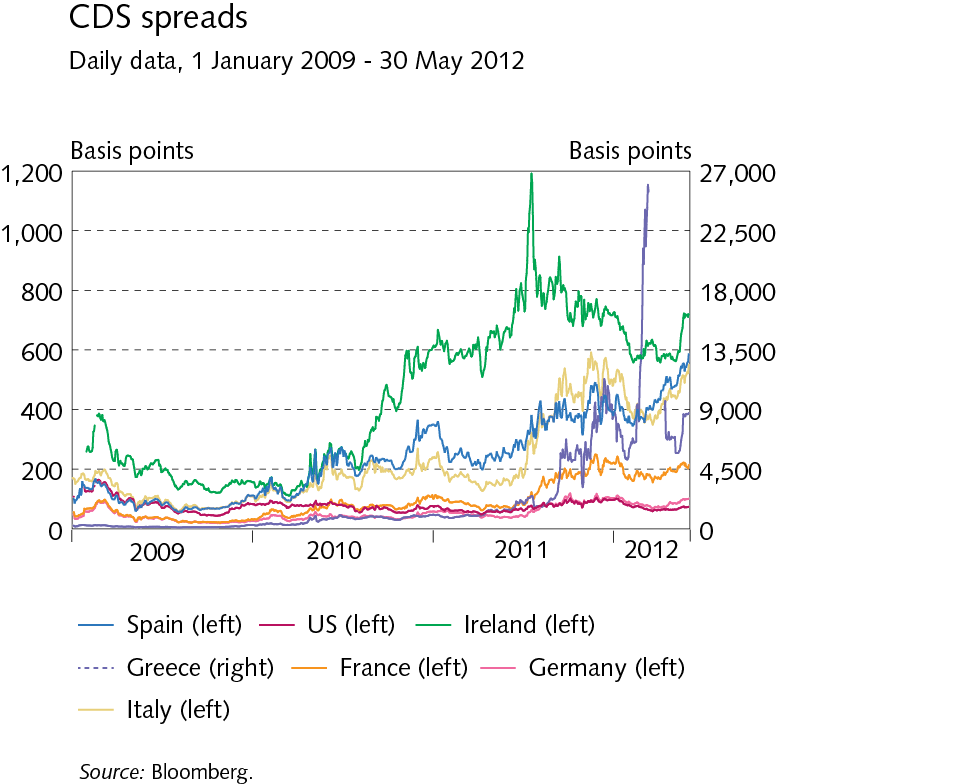 CDS spreads
Daily data, 1 January 2009 - 30 May 2012
Basis points Basis points
1,200 27,000
1,000 22,500
800 18,000
600 13,500
400 9,000
200 4,500
0 0
2009 2010 2011 2012
Spain (left) US (left) Ireland (left)
Greece (right) France (left) Germany (left)
Italy (left)
Source: Bloomberg.